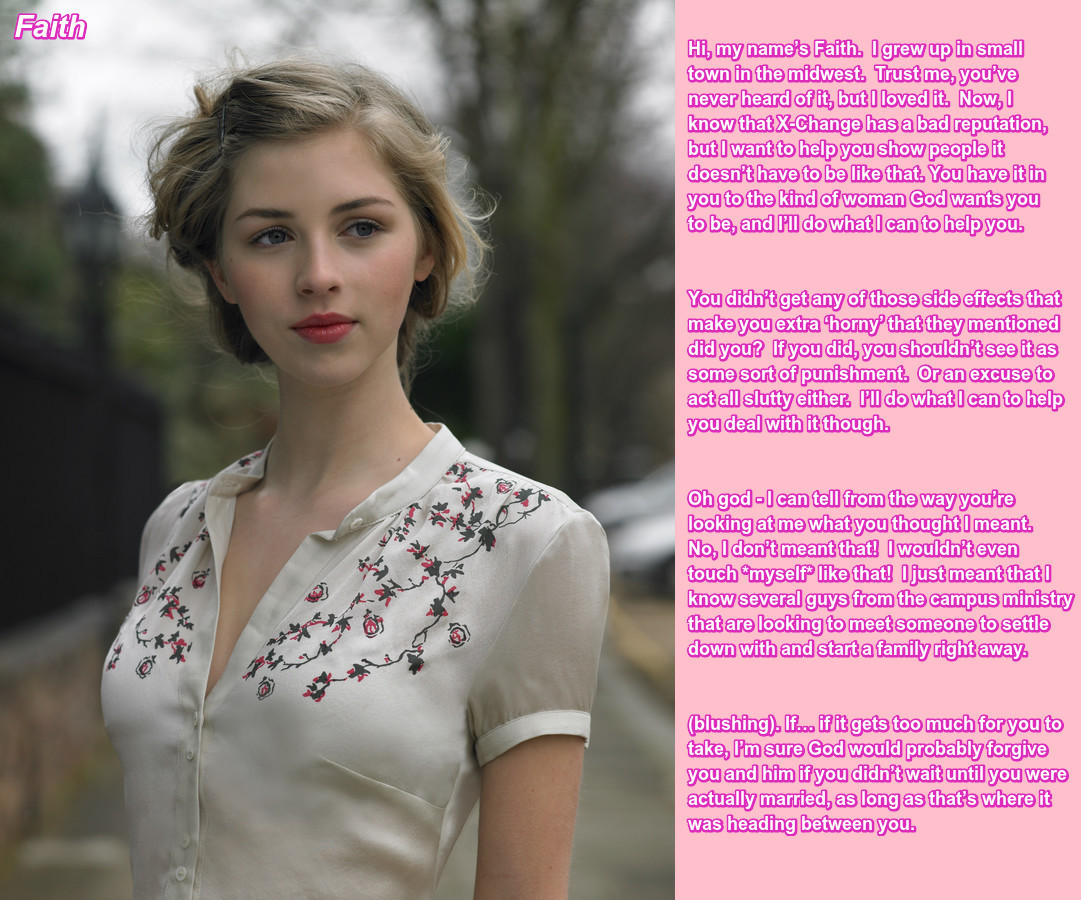 Faith
Hi, my name's Faith.  I grew up in small
town in the midwest.  Trust me, you've
never heard of it, but I loved it.  Now, I
know that X-Change has a bad reputation,
but I want to help you show people it
doesn't have to be like that. You have it in
you to the kind of woman God wants you
to be, and I'll do what I can to help you.
You didn't get any of those side effects that
make you extra 'horny' that they mentioned
did you?  If you did, you shouldn't see it as
some sort of punishment.  Or an excuse to
act all slutty either.  I'll do what I can to help
you deal with it though.
Oh god - I can tell from the way you're
looking at me what you thought I meant.
No, I don't meant that!  I wouldn't even
touch *myself* like that!  I just meant that I
know several guys from the campus ministry
that are looking to meet someone to settle
down with and start a family right away.
(blushing). If... if it gets too much for you to
take, I'm sure God would probably forgive
you and him if you didn't wait until you were
actually married, as long as that's where it
was heading between you.